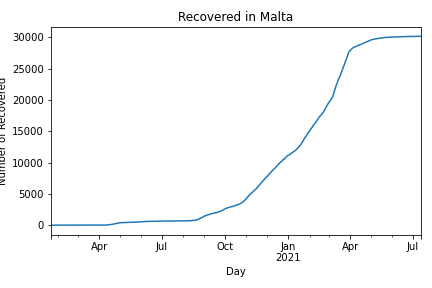 Recovered in Malta
Number of Recovered
30000
25000
20000
15000
10000
5000
0
Apr
Jul
Oct
Jan
2021
Apr
Jul
Day